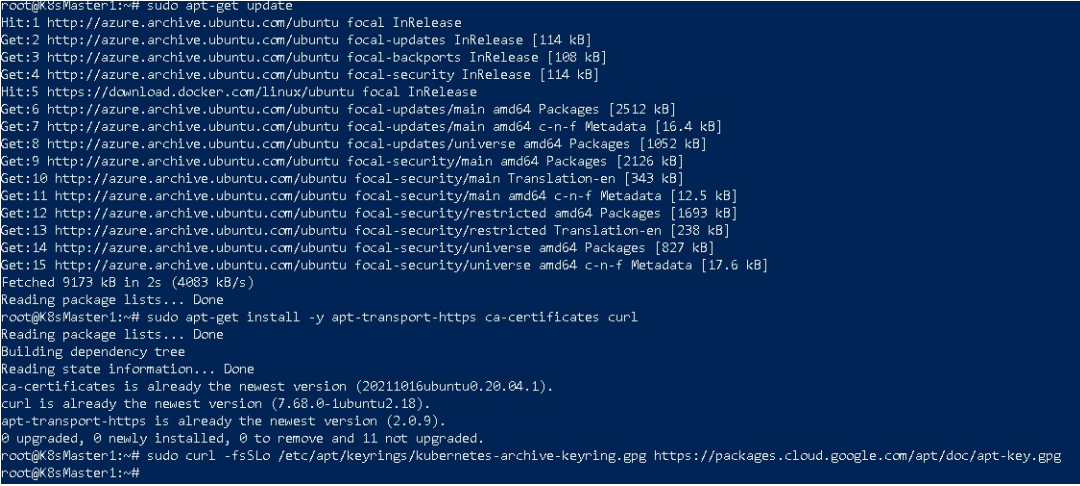 root@K8sMaster1:~# sudo apt-get update
Hit:1 http://azure.archive.ubuntu.com/ubuntu focal InRelease
Get:2 http://azure.archive.ubuntu.com/ubuntu focal-updates InRelease [114 kB]
Get:3 http://azure.archive.ubuntu.com/ubuntu focal-backports InRelease [108 kB]
Get:4 http://azure.archive.ubuntu.com/ubuntu focal-security InRelease [114 kB]
Hit:5 https://download.docker.com/linux/ubuntu focal InRelease
Get:6 http://azure.archive.ubuntu.com/ubuntu focal-updates/main amd64 Packages [2512 kB]
Get:7 http://azure.archive.ubuntu.com/ubuntu focal-updates/main amd64 c-n-f Metadata [16.4 kB]
Get:8 http://azure.archive.ubuntu.com/ubuntu focal-updates/universe amd64 Packages [1052 kB]
Get:9 http://azure.archive.ubuntu.com/ubuntu focal-security/main amd64 Packages [2126 kB]
Get:10 http://azure.archive.ubuntu.com/ubuntu focal-security/main Translation-en [343 kB]
Get:11 http://azure.archive.ubuntu.com/ubuntu focal-security/main amd64 c-n-f Metadata [12.5 kB]
Get:12 http://azure.archive.ubuntu.com/ubuntu focal-security/restricted amd64 Packages [1693 kB]
Get:13 http://azure.archive.ubuntu.com/ubuntu focal-security/restricted Translation-en [238 kB]
Get:14 http://azure.archive.ubuntu.com/ubuntu focal-security/universe amd64 Packages [827 kB]
Get:15 http://azure.archive.ubuntu.com/ubuntu focal-security/universe amd64 c-n-f Metadata [17.6 kB]
Fetched 9173 kB in 2s (4083 kB/s)
Reading package lists... Done
root@K8sMaster1:~# sudo apt-get install -y apt-transport-https ca-certificates curl
Reading package lists... Done
Building dependency tree
Reading state information... Done
ca-certificates is already the newest version (20211016ubuntu0.20.04.1).
curl is already the newest version (7.68.0-1ubuntu2.18).
apt-transport-https is already the newest version (2.0.9).
0 upgraded, 0 newly installed, 0 to remove and 11 not upgraded.
root@K8sMaster1:~# sudo curl -fsSLo /etc/apt/keyrings/kubernetes-archive-keyring.gpg https://packages.cloud.google.com/apt/doc/apt-key.gpg
root@K8sMaster1:~#